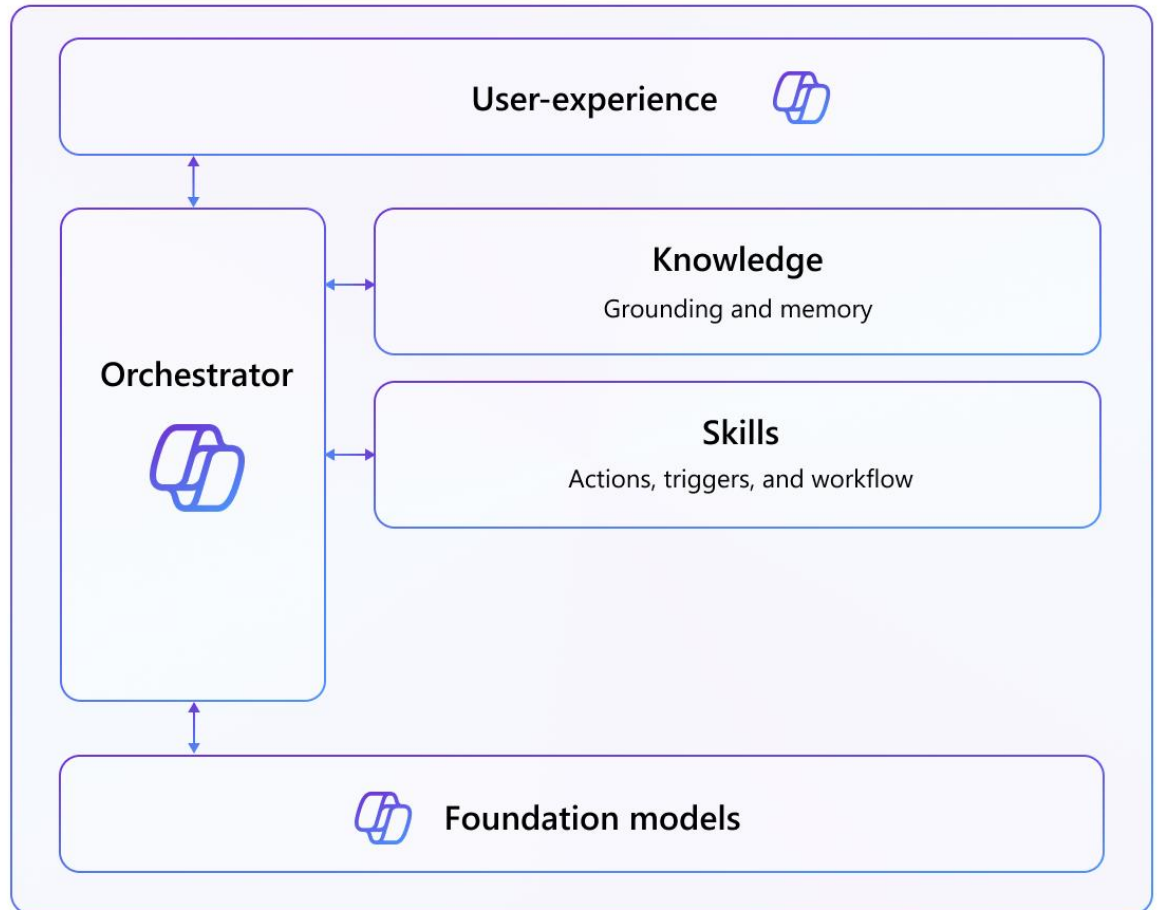 User-experience
Orchestrator
Knowledge
Grounding and memory
Skills
Actions, triggers, and workflow
Foundation models